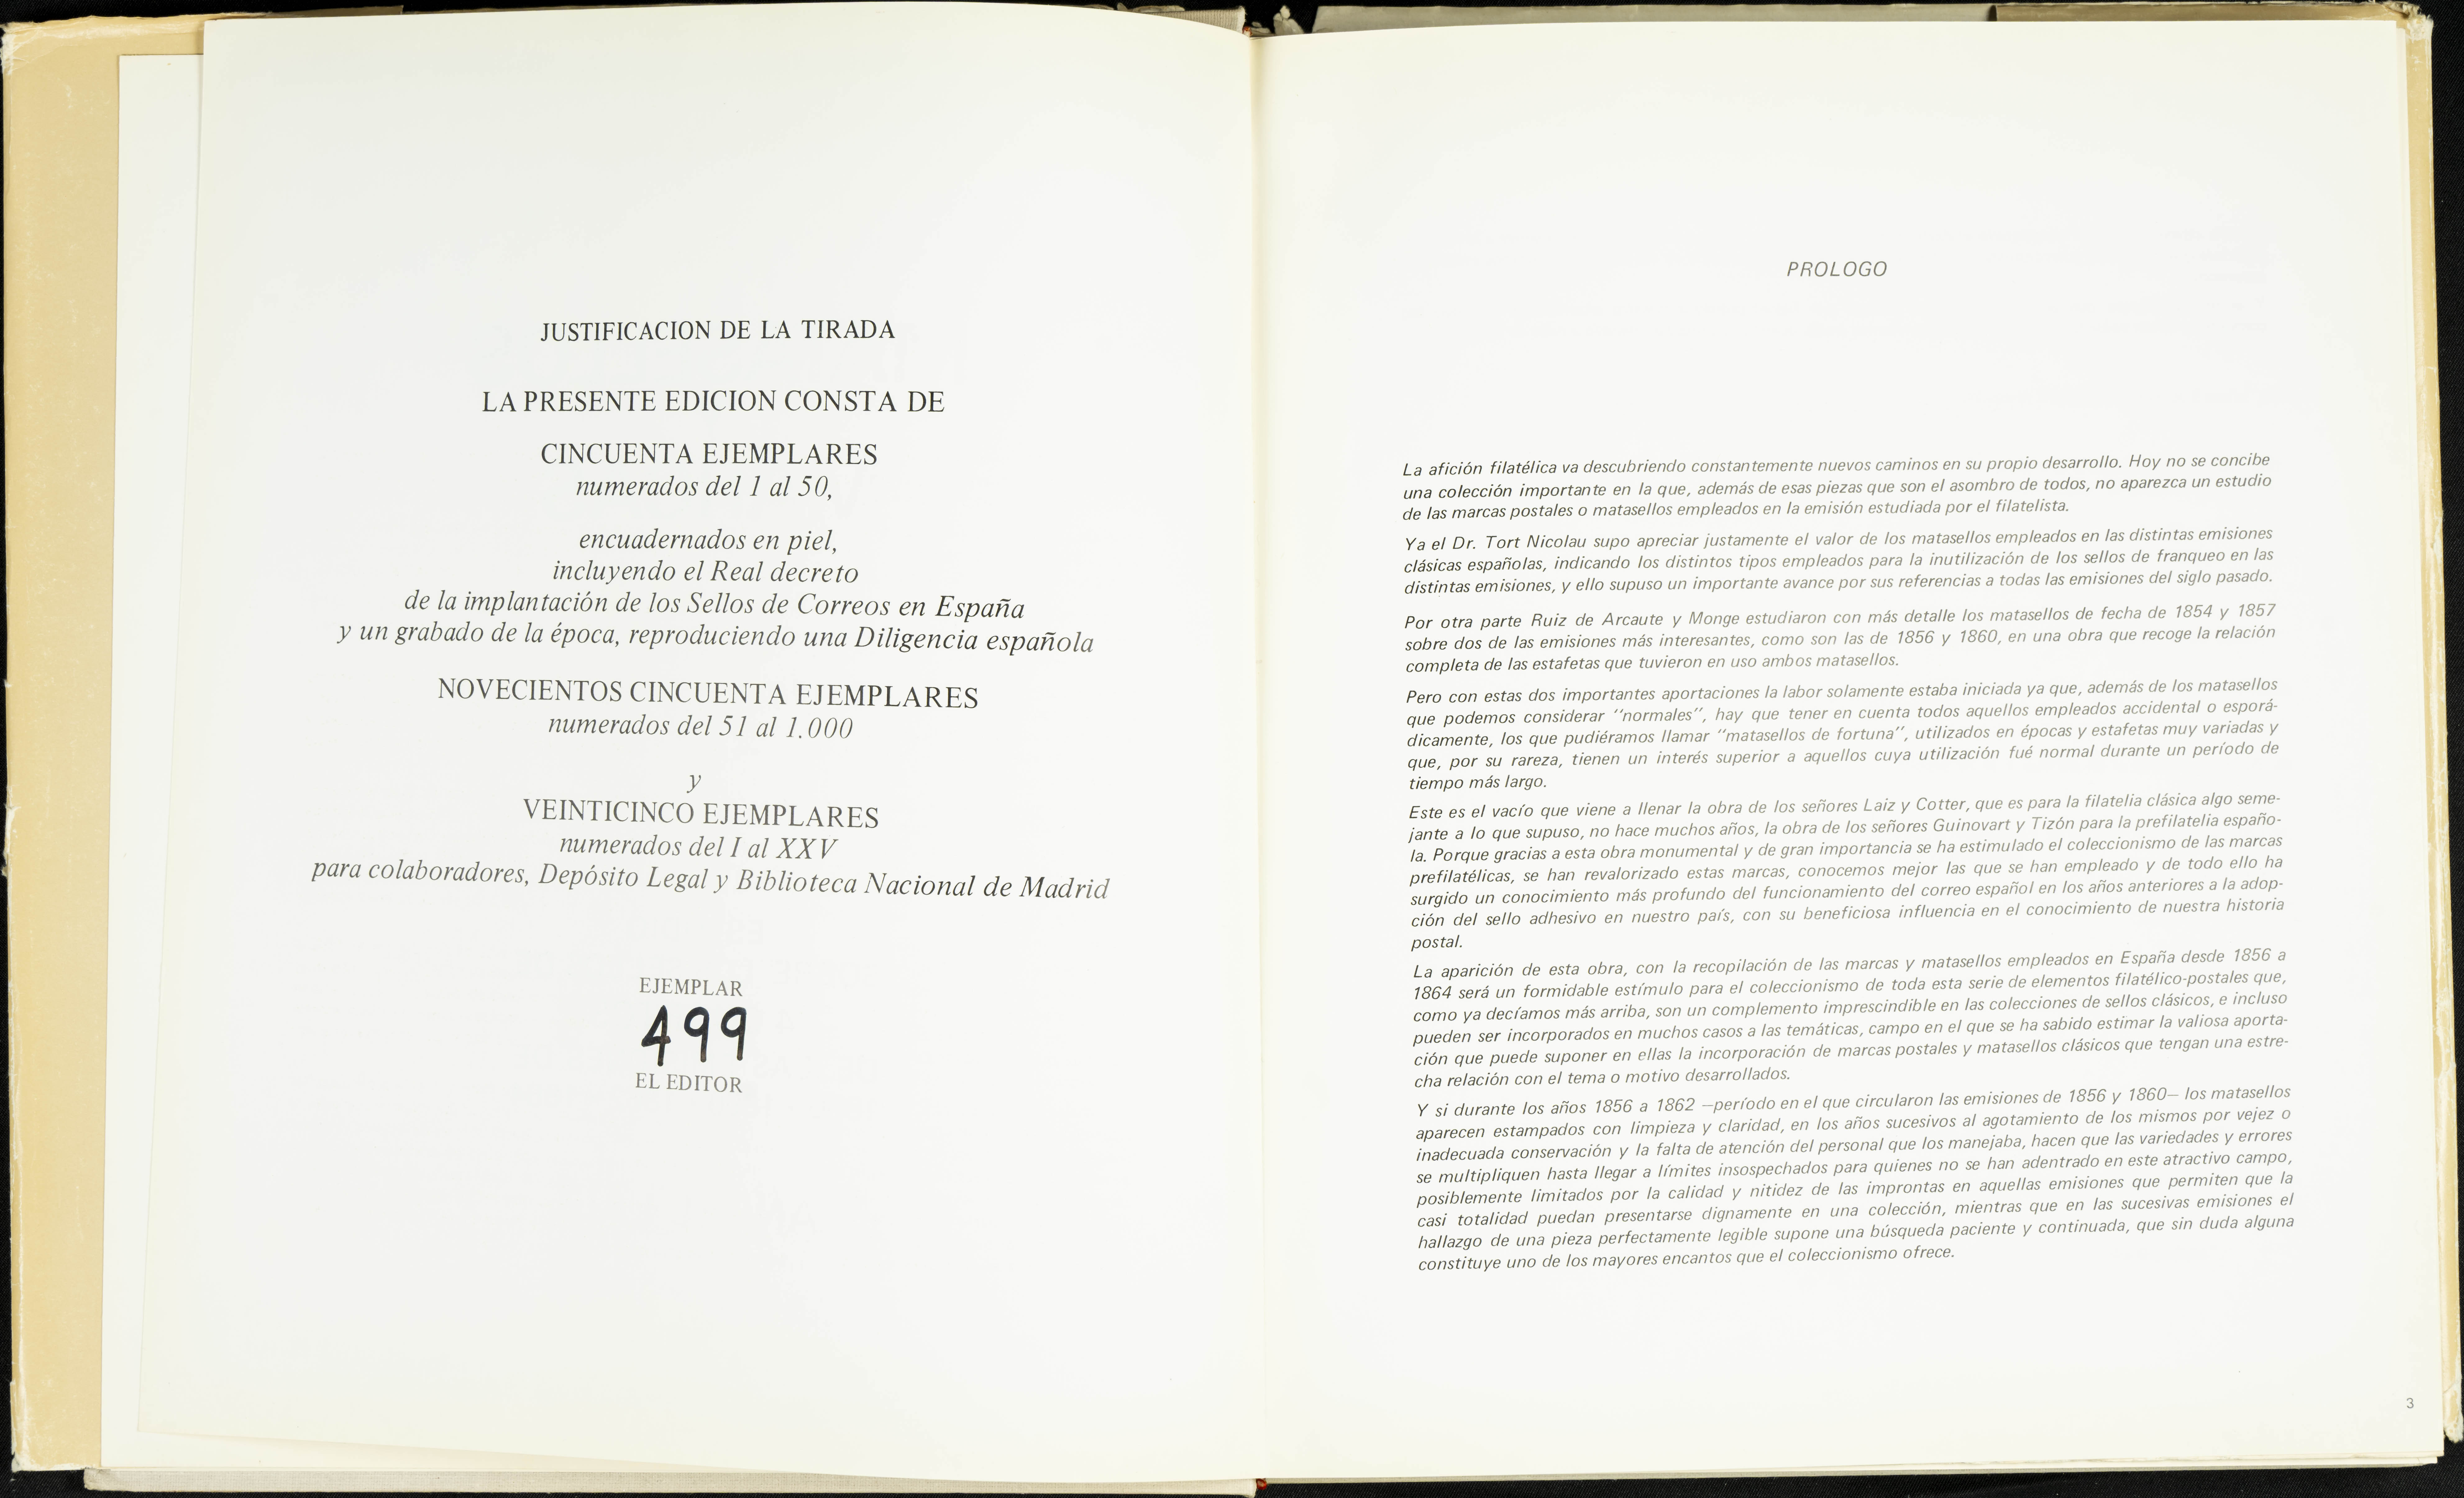 JUSTIFICACION DE LA TIRADA
LA PRESENTE EDICION CONSTA DE
CINCUENTA EJEMPLARES
numerados del 1 al 50,
encuadernados en piel,
incluyendo el Real decreto
de la implantación de los Sellos de Correos en España
y un grabado de la época, reproduciendo una Diligencia española
NOVECIENTOS CINCUENTA EJEMPLARES
numerados del 51 al 1.000
y
VEINTICINCO EJEMPLARES
numerados del I al XXV
para colaboradores, Depósito Legal y Biblioteca Nacional de Madrid
EJEMPLAR
499
EL EDITOR
PROLOGO
La afición filatélica va descubriendo constantemente nuevos caminos en su propio desarrollo. Hoy no se concibe
una colección importante en la que, además de esas piezas que son el asombro de todos, no aparezca un estudio
de las marcas postales o matasellos empleados en la emisión estudiada por el filatelista.
Ya el Dr. Tort Nicolau supo apreciar justamente el valor de los matasellos empleados en las distintas emisiones
clásicas españolas, indicando los distintos tipos empleados para la inutilización de los sellos de franqueo en las
distintas emisiones, y ello supuso un importante avance por sus referencias a todas las emisiones del siglo pasado.
Por otra parte Ruiz de Arcaute y Monge estudiaron con más detalle los matasellos de fecha de 1854 y 1857
sobre dos de las emisiones más interesantes, como son las de 1856 y 1860, en una obra que recoge la relación
completa de las estafetas que tuvieron en uso ambos matasellos.
Pero con estas dos importantes aportaciones la labor solamente estaba iniciada ya que, además de los matasellos
que podemos considerar "normales", hay que tener en cuenta todos aquellos empleados accidental o esporá-
dicamente, los que pudiéramos llamar "matasellos de fortuna", utilizados en épocas y estafetas muy variadas y
que, por su rareza, tienen un interés superior a aquellos cuya utilización fué normal durante un período de
tiempo más largo.
Este es el vacío que viene a llenar la obra de los señores Laiz y Cotter, que es para la filatelia clásica algo seme-
jante a lo que supuso, no hace muchos años, la obra de los señores Guinovart y Tizón para la prefilatelia españo-
la. Porque gracias a esta obra monumental y de gran importancia se ha estimulado el coleccionismo de las marcas
prefilatélicas, se han revalorizado estas marcas, conocemos mejor las que se han empleado y de todo ello ha
surgido un conocimiento más profundo del funcionamiento del correo español en los años anteriores a la adop-
ción del sello adhesivo en nuestro país, con su beneficiosa influencia en el conocimiento de nuestra historia
postal.
La aparición de esta obra, con la recopilación de las marcas y matasellos empleados en España desde 1856 a
1864 será un formidable estímulo para el coleccionismo de toda esta serie de elementos filatélico-postales que,
como ya decíamos más arriba, son un complemento imprescindible en las colecciones de sellos clásicos, e incluso
pueden ser incorporados en muchos casos a las temáticas, campo en el que se ha sabido estimar la valiosa aporta-
ción que puede suponer en ellas la incorporación de marcas postales y matasellos clásicos que tengan una estre-
cha relación con el tema o motivo desarrollados.
Y si durante los años 1856 a 1862 —período en el que circularon las emisiones de 1856 y 1860— los matasellos
aparecen estampados con limpieza y claridad, en los años sucesivos al agotamiento de los mismos por vejez o
inadecuada conservación y la falta de atención del personal que los manejaba, hacen que las variedades y errores
se multipliquen hasta llegar a límites insospechados para quienes no se han adentrado en este atractivo campo,
posiblemente limitados por la calidad y nitidez de las improntas en aquellas emisiones que permiten que la
casi totalidad puedan presentarse dignamente en una colección, mientras que en las sucesivas emisiones el
hallazgo de una pieza perfectamente legible supone una búsqueda paciente y continuada, que sin duda alguna
constituye uno de los mayores encantos que el coleccionismo ofrece.
3